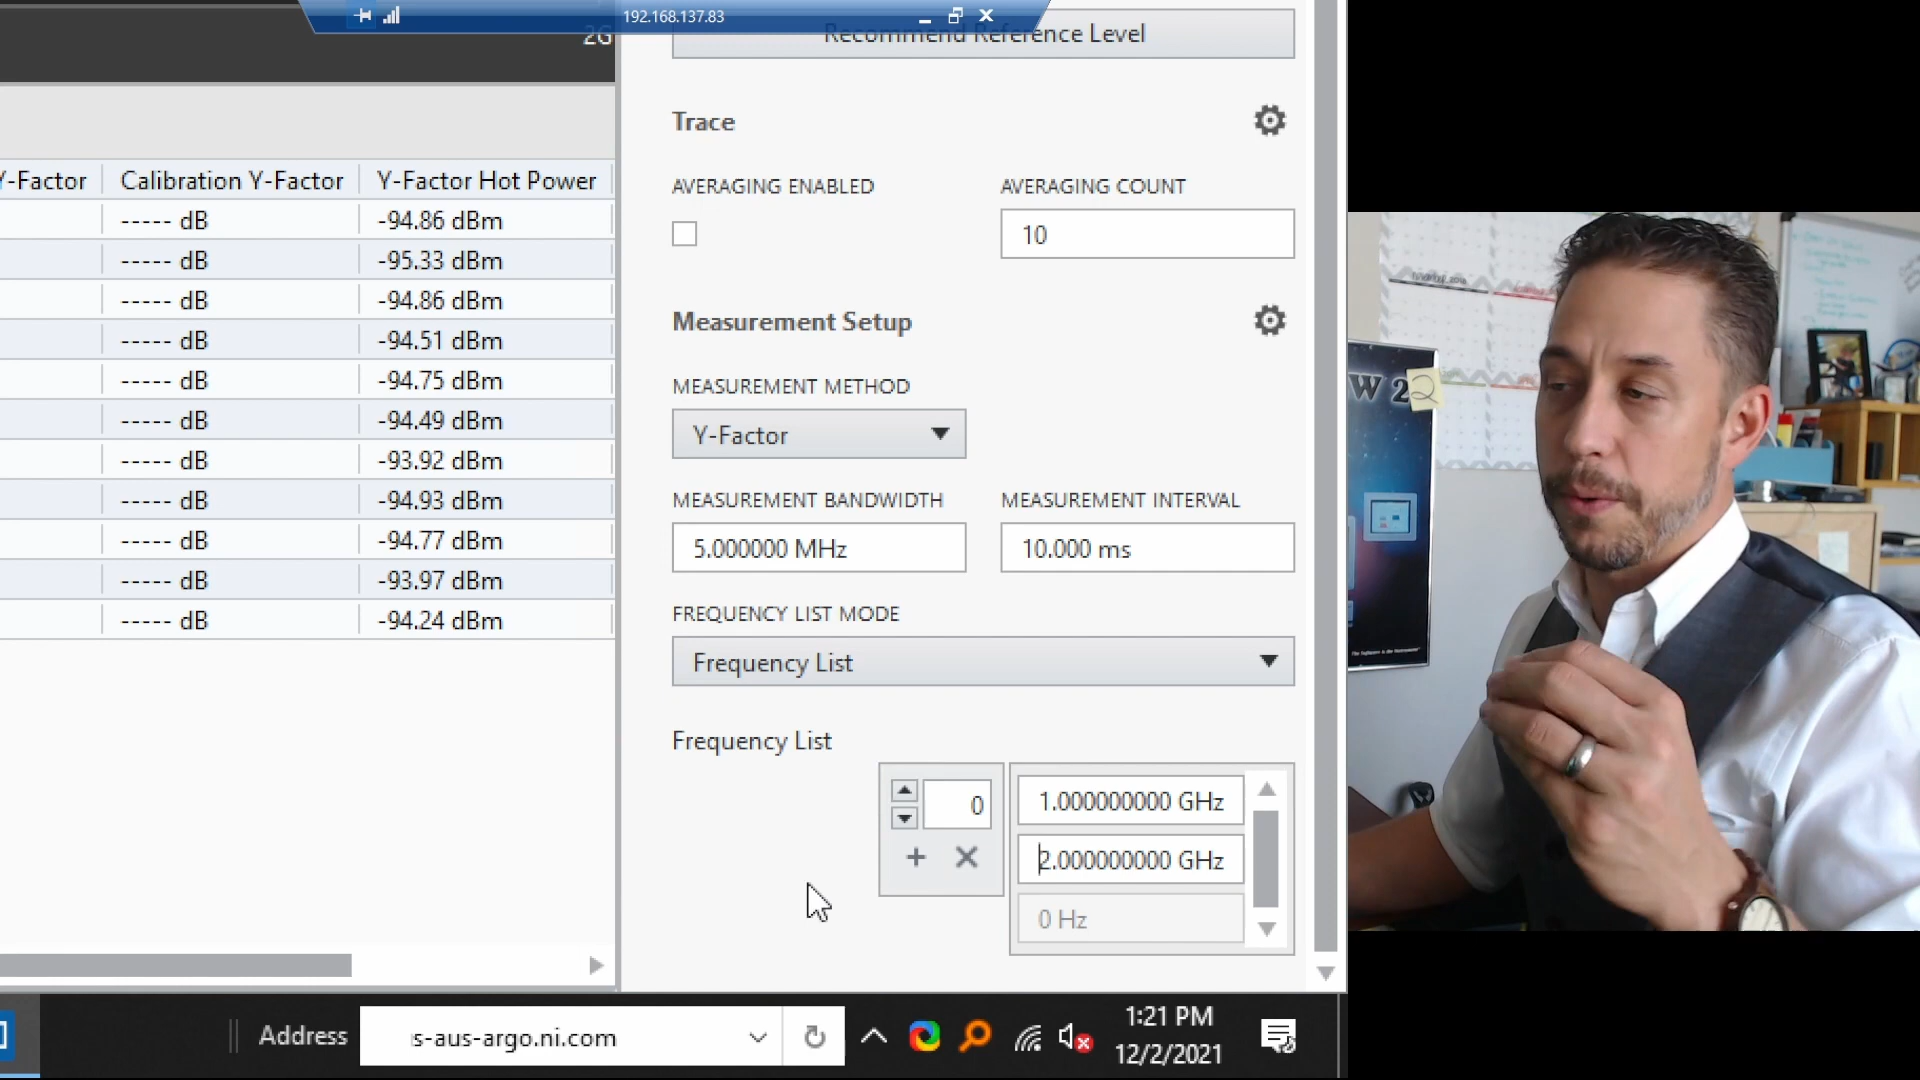 192.168.137.83
2G
Recommend Reference Level
Trace
Y-Factor Calibration Y-Factor Y-Factor Hot Power
AVERAGING ENABLED AVERAGING COUNT
10
----- dB -94.86 dBm
----- dB -95.33 dBm
----- dB -94.86 dBm
----- dB -94.51 dBm
----- dB -94.75 dBm
----- dB -94.49 dBm
----- dB -93.92 dBm
----- dB -94.93 dBm
----- dB -94.77 dBm
----- dB -93.97 dBm
----- dB -94.24 dBm
Measurement Setup
MEASUREMENT METHOD
Y-Factor
MEASUREMENT BANDWIDTH MEASUREMENT INTERVAL
5.000000 MHz 10.000 ms
FREQUENCY LIST MODE
Frequency List
Frequency List
0
1.000000000 GHz
2.000000000 GHz
0 Hz
W 2
2
Address s-aus-argo.ni.com
1:21 PM
12/2/2021